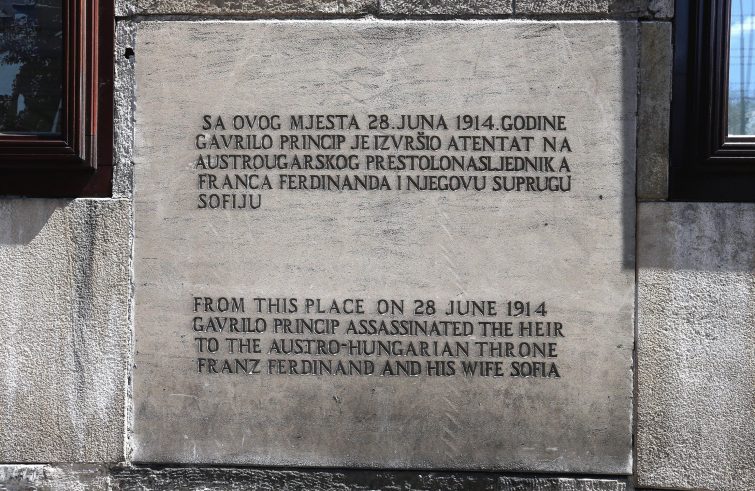 SA OVOG MJESTA 28.JUNA 1914.GODINE
GAVRILO PRINCIP JE IZVRŠIO ATENTAT NA
AUSTROUGARSKOG PRESTOLONASLJEDNIKA
FRANCA FERDINANDA I NJEGOVU SUPRUGU
SOFIJU
FROM THIS PLACE ON 28 JUNE 1914
GAVRILO PRINCIP ASSASSINATED THE HEIR
TO THE AUSTRO-HUNGARIAN THRONE
FRANZ FERDINAND AND HIS WIFE SOFIA